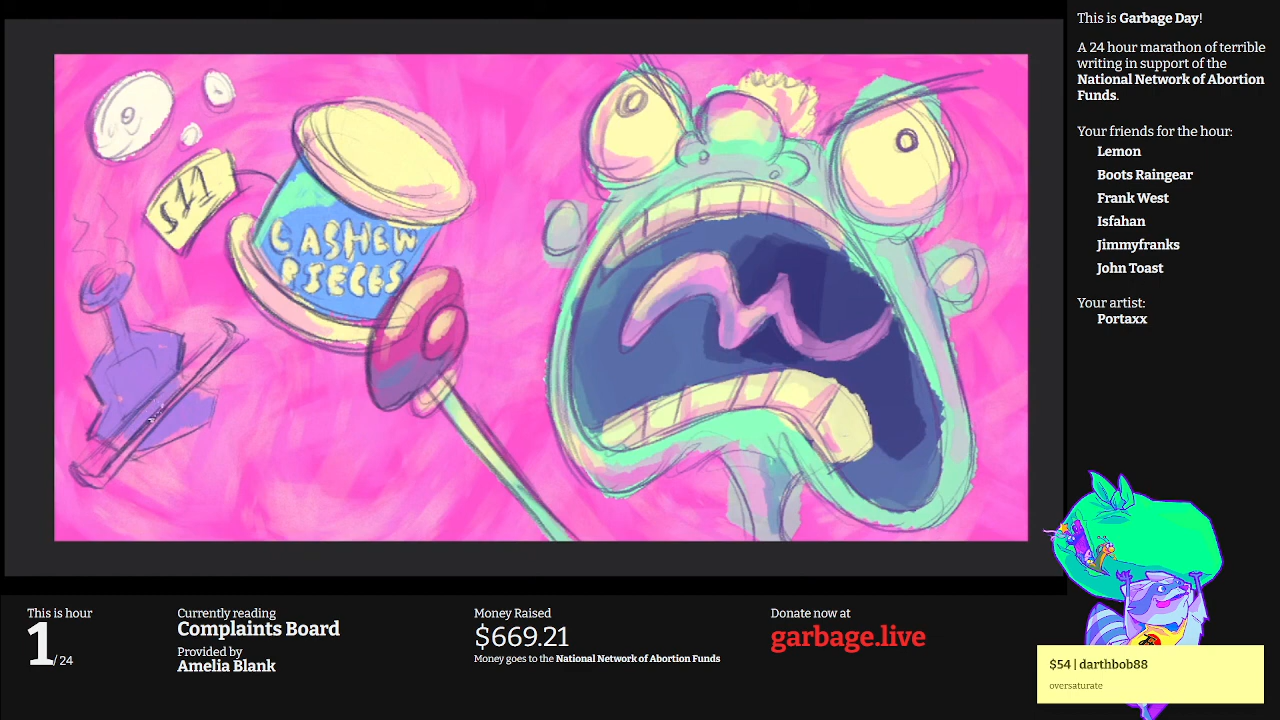 This is Garbage Day!
A 24 hour marathon of terrible
writing in support of the
National Network of Abortion
Funds.
Your friends for the hour:
Lemon
Boots Raingear
Frank West
Isfahan
Jimmyfranks
John Toast
Your artist:
Portaxx
CASHEW
PIECES
This is hour
1 / 24
Currently reading
Complaints Board
Provided by
Amelia Blank
Money Raised
$669.21
Money goes to the National Network of Abortion Funds
Donate now at
garbage.live
$54 | darthbob88
oversaturate